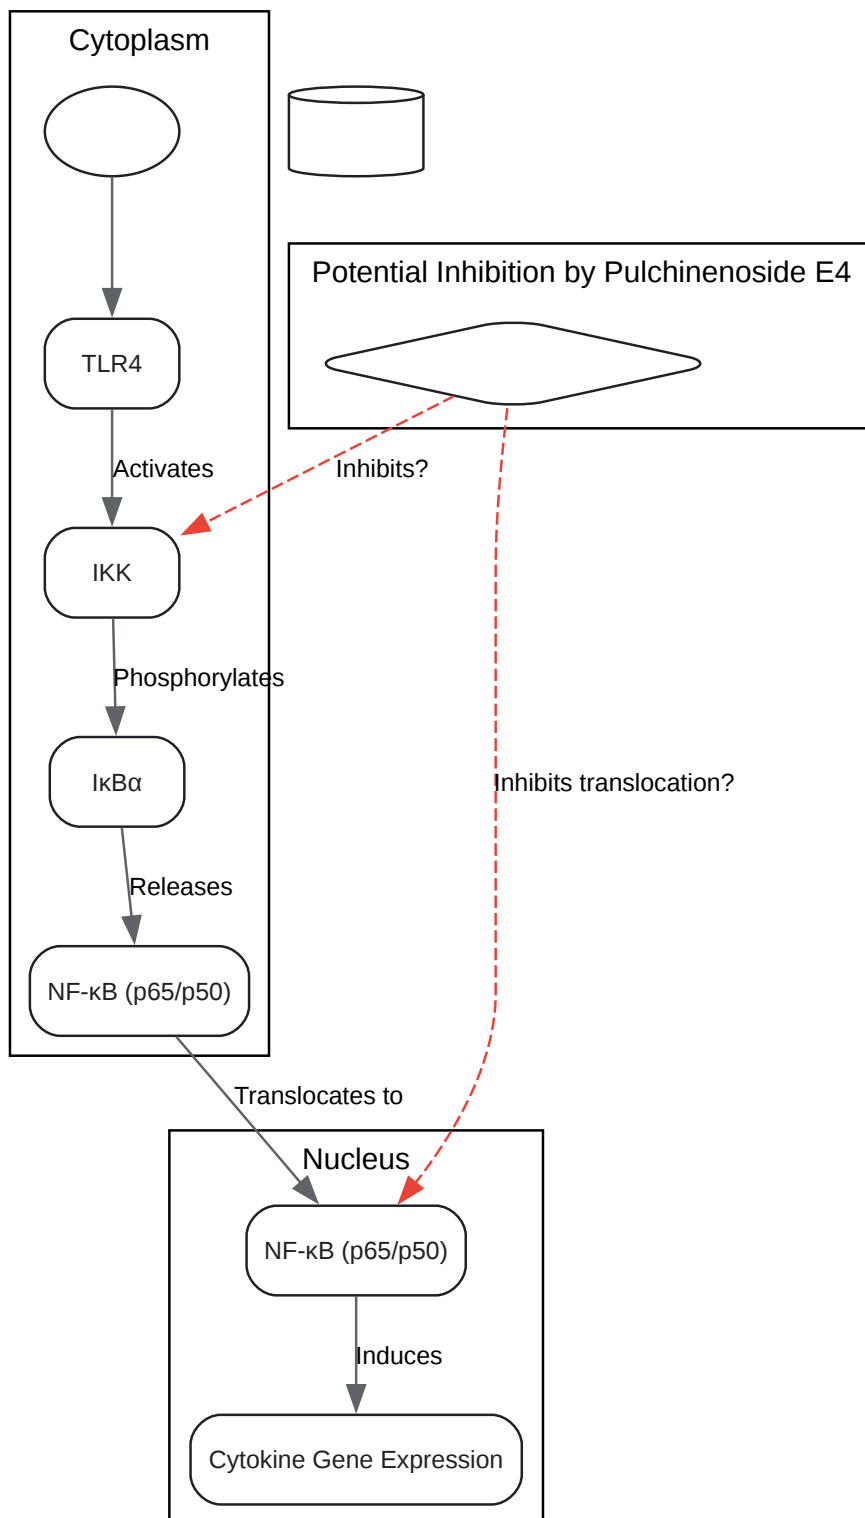 Cytoplasm
Potential Inhibition by Pulchinenoside E4
TLR4
Activates
Inhibits?
IKK
Phosphorylates
IκBα
Inhibits translocation?
Releases
NF-κB (p65/p50)
Translocates to
Nucleus
NF-κB (p65/p50)
Induces
Cytokine Gene Expression